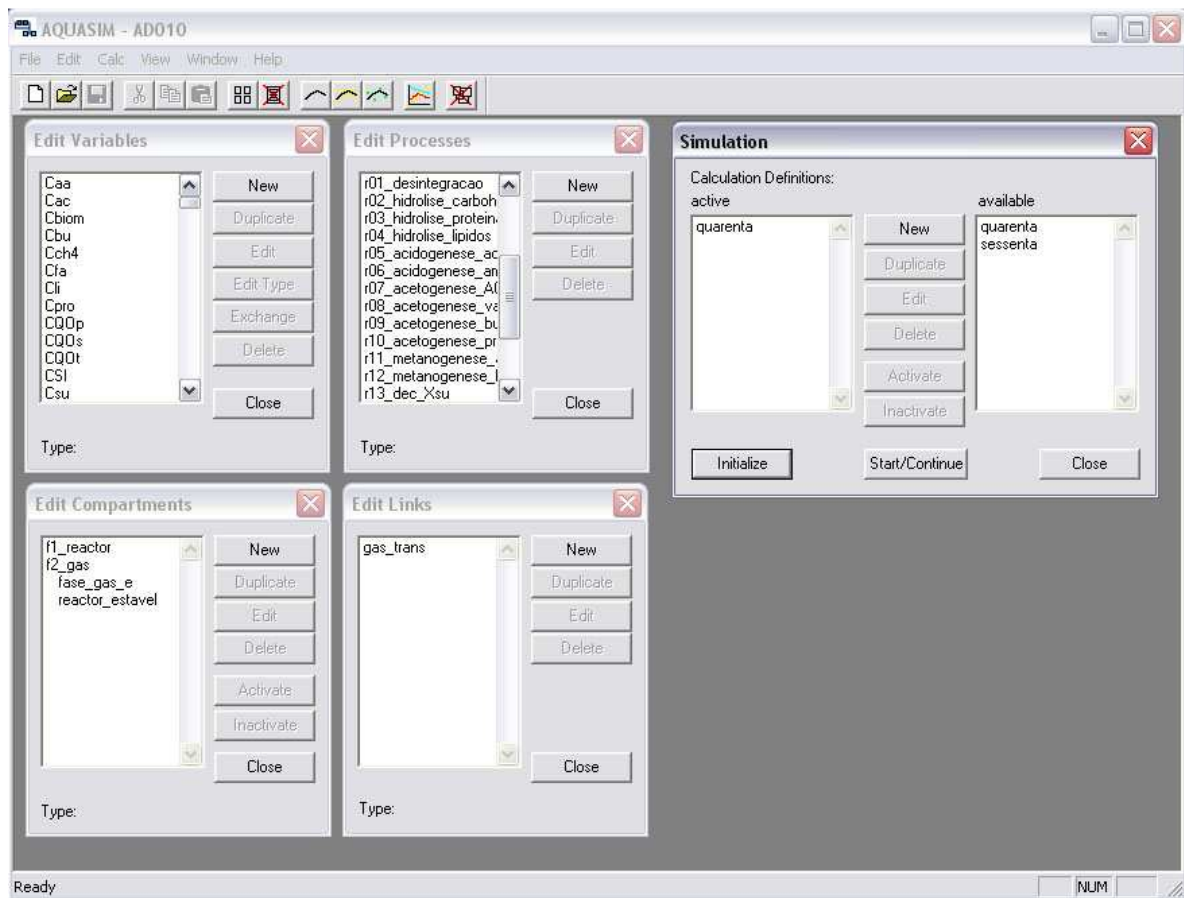 AQUASIM - AD010
File Edit Calc View Window Help
Edit Variables
Caa
Cac
Cbiom
Cbu
Cch4
Cfa
Cli
Cpro
CQOp
CQOs
CQOt
CSI
Csu
New
Duplicate
Edit
Edit Type
Exchange
Delete
Close
Type:
Edit Processes
r01_desintegracao
r02_hidrolise_carboh
r03_hidrolise_protein
r04_hidrolise_lipidos
r05_acidogenese_ac
r06_acidogenese_an
r07_acetogenese_AG
r08_acetogenese_va
r09_acetogenese_bu
r10_acetogenese_pr
r11_metanogenese_
r12_metanogenese_
r13_dec_Xsu
New
Duplicate
Edit
Delete
Close
Type:
Simulation
Calculation Definitions:
active
quarenta
New
Duplicate
Edit
Delete
Activate
Inactivate
available
quarenta
sessenta
Initialize
Start/Continue
Close
Edit Compartments
f1_reactor
f2_gas
fase_gas_e
reactor_estavel
New
Duplicate
Edit
Delete
Activate
Inactivate
Close
Type:
Edit Links
gas_trans
New
Duplicate
Edit
Delete
Close
Type:
Ready
NUM